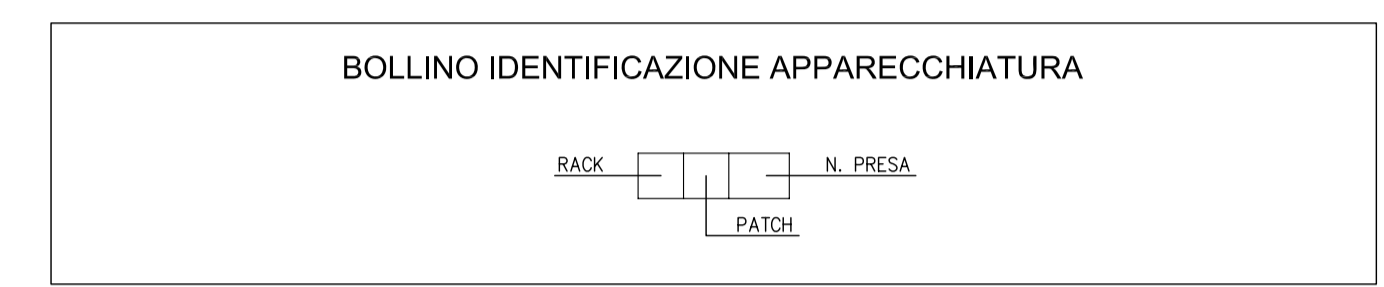 BOLLINO IDENTIFICAZIONE APPARECCHIATURA
RACK
N. PRESA
PATCH